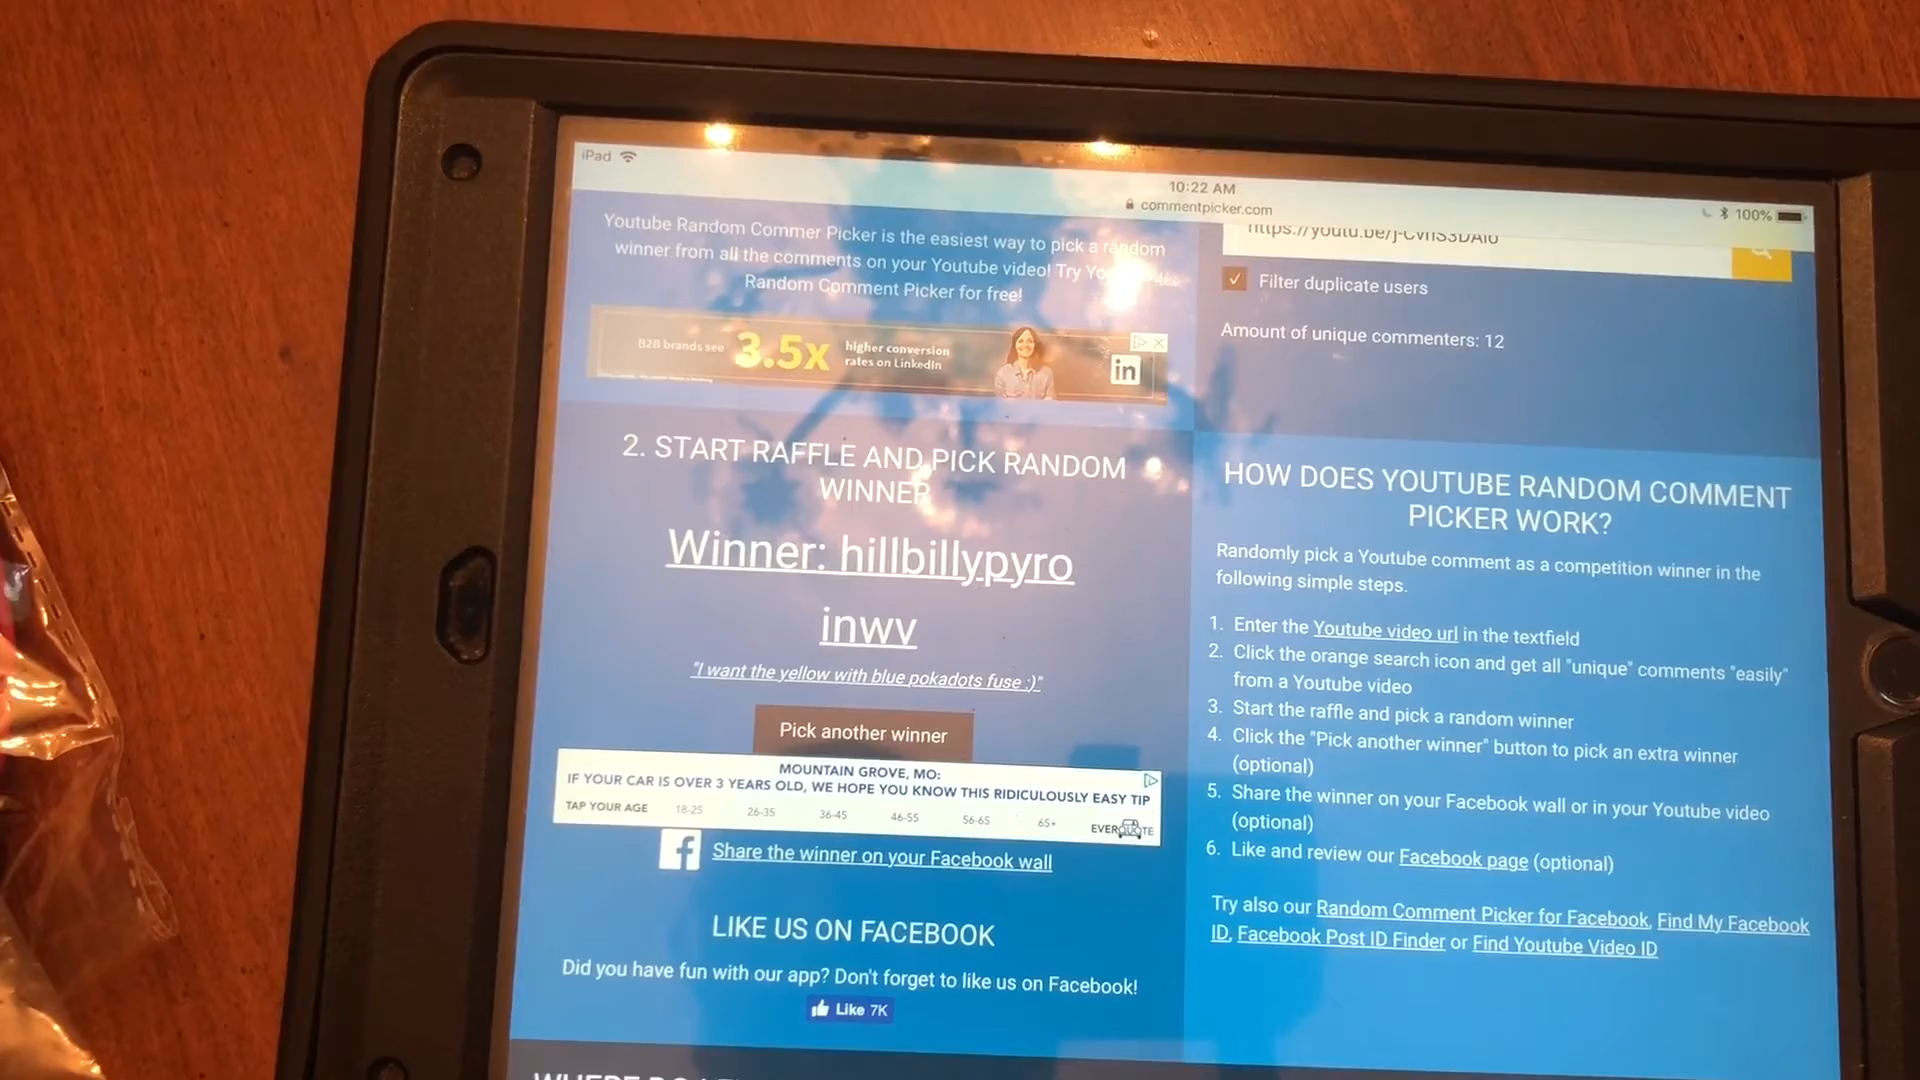 iPad
10:22 AM
commentpicker.com
100%
Youtube Random Commer Picker is the easiest way to pick a random
winner from all the comments on your Youtube video! Try
Random Comment Picker for free!
B2B brands see
3.5x
higher conversion
rates on LinkedIn
in
2. START RAFFLE AND PICK RANDOM
WINNER
Winner: hillbillypyro
inwv
"I want the yellow with blue pokadots fuse :)"
Pick another winner
MOUNTAIN GROVE, MO:
IF YOUR CAR IS OVER 3 YEARS OLD, WE HOPE YOU KNOW THIS RIDICULOUSLY EASY TIP
TAP YOUR AGE 18-25 26-35 36-45 46-55 56-65 65+
EVERQUOTE
Share the winner on your Facebook wall
LIKE US ON FACEBOOK
Did you have fun with our app? Don't forget to like us on Facebook!
Like 7K
Filter duplicate users
Amount of unique commenters: 12
HOW DOES YOUTUBE RANDOM COMMENT
PICKER WORK?
Randomly pick a Youtube comment as a competition winner in the
following simple steps.
1. Enter the Youtube video url in the textfield
2. Click the orange search icon and get all "unique" comments "easily"
from a Youtube video
3. Start the raffle and pick a random winner
4. Click the "Pick another winner" button to pick an extra winner
(optional)
5. Share the winner on your Facebook wall or in your Youtube video
(optional)
6. Like and review our Facebook page (optional)
Try also our Random Comment Picker for Facebook, Find My Facebook
ID, Facebook Post ID Finder or Find Youtube Video ID